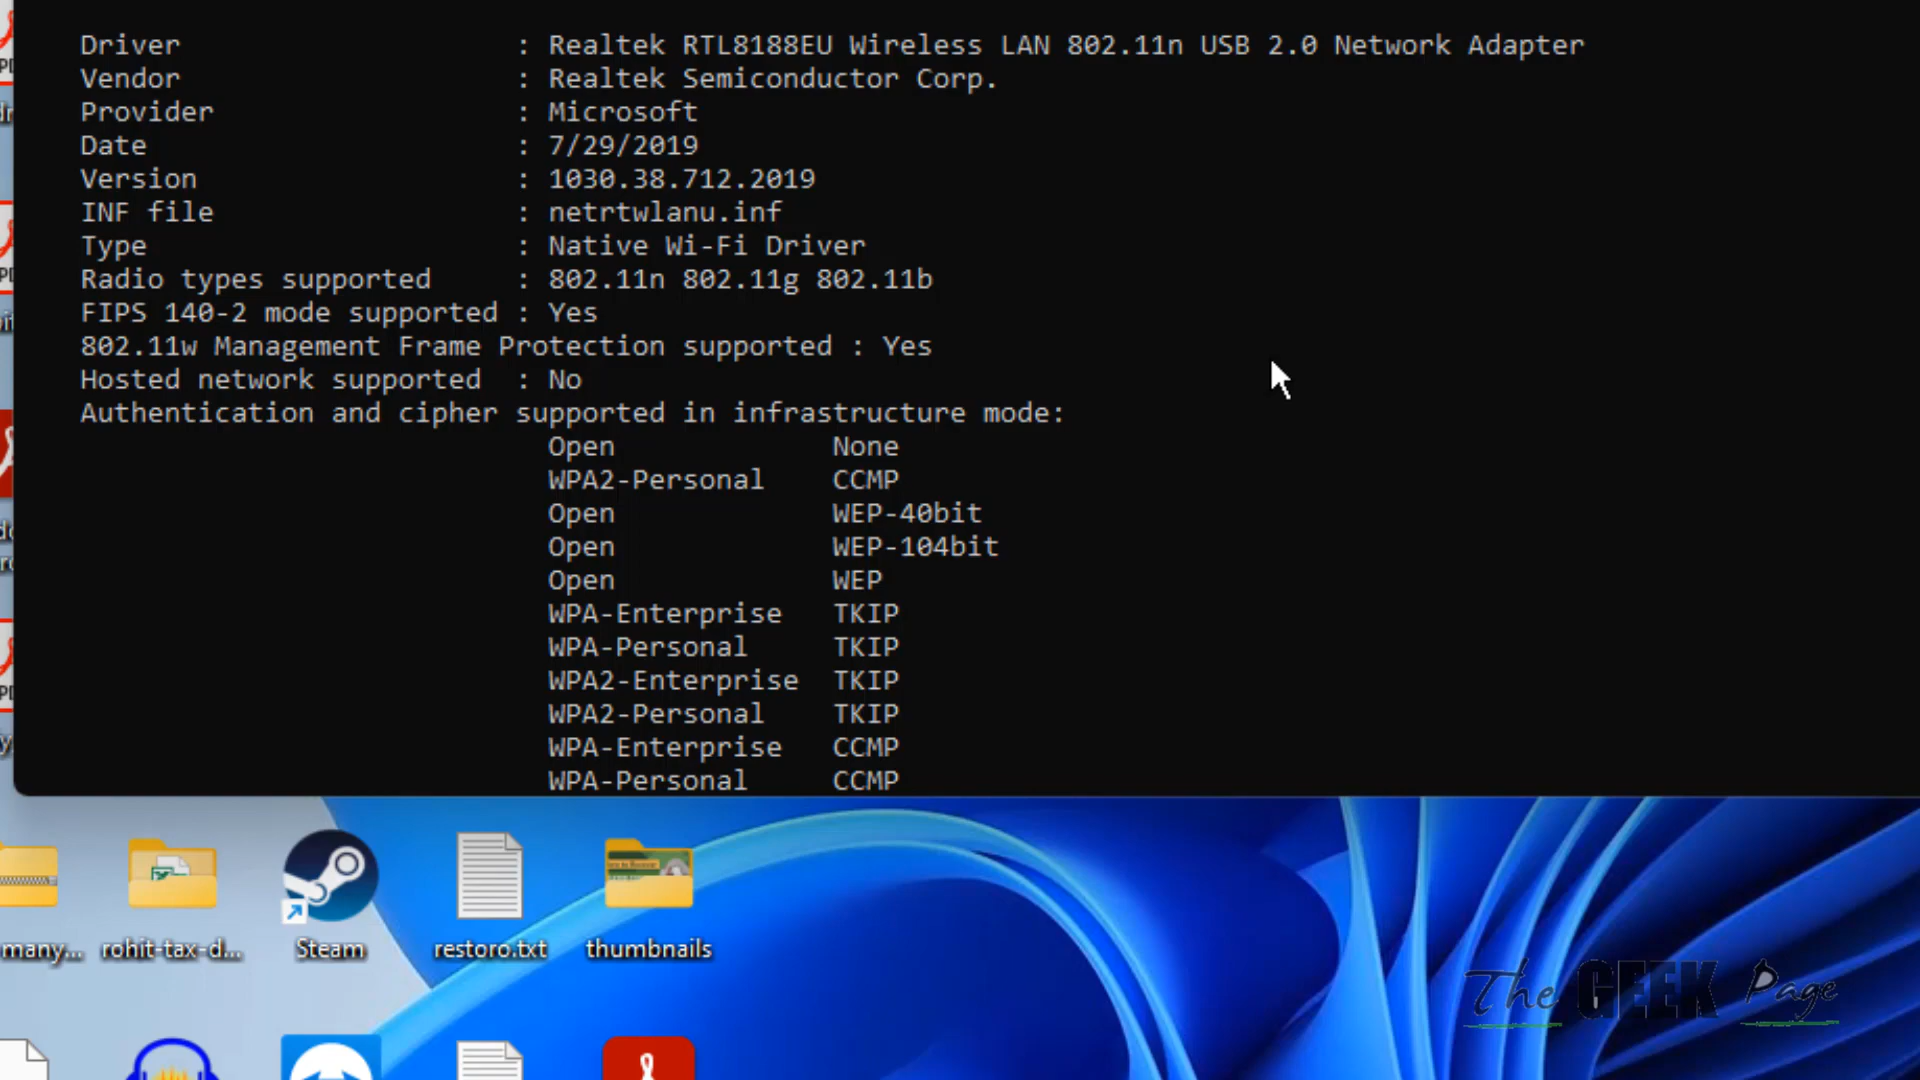 Driver : Realtek RTL8188EU Wireless LAN 802.11n USB 2.0 Network Adapter
Vendor : Realtek Semiconductor Corp.
Provider : Microsoft
Date : 7/29/2019
Version : 1030.38.712.2019
INF file : netrtwlanu.inf
Type : Native Wi-Fi Driver
Radio types supported : 802.11n 802.11g 802.11b
FIPS 140-2 mode supported : Yes
802.11w Management Frame Protection supported : Yes
Hosted network supported : No
Authentication and cipher supported in infrastructure mode:
Open None
WPA2-Personal CCMP
Open WEP-40bit
Open WEP-104bit
Open WEP
WPA-Enterprise TKIP
WPA-Personal TKIP
WPA2-Enterprise TKIP
WPA2-Personal TKIP
WPA-Enterprise CCMP
WPA-Personal CCMP
many... rohit-tax-d... Steam restoro.txt thumbnails
The GEEK Page